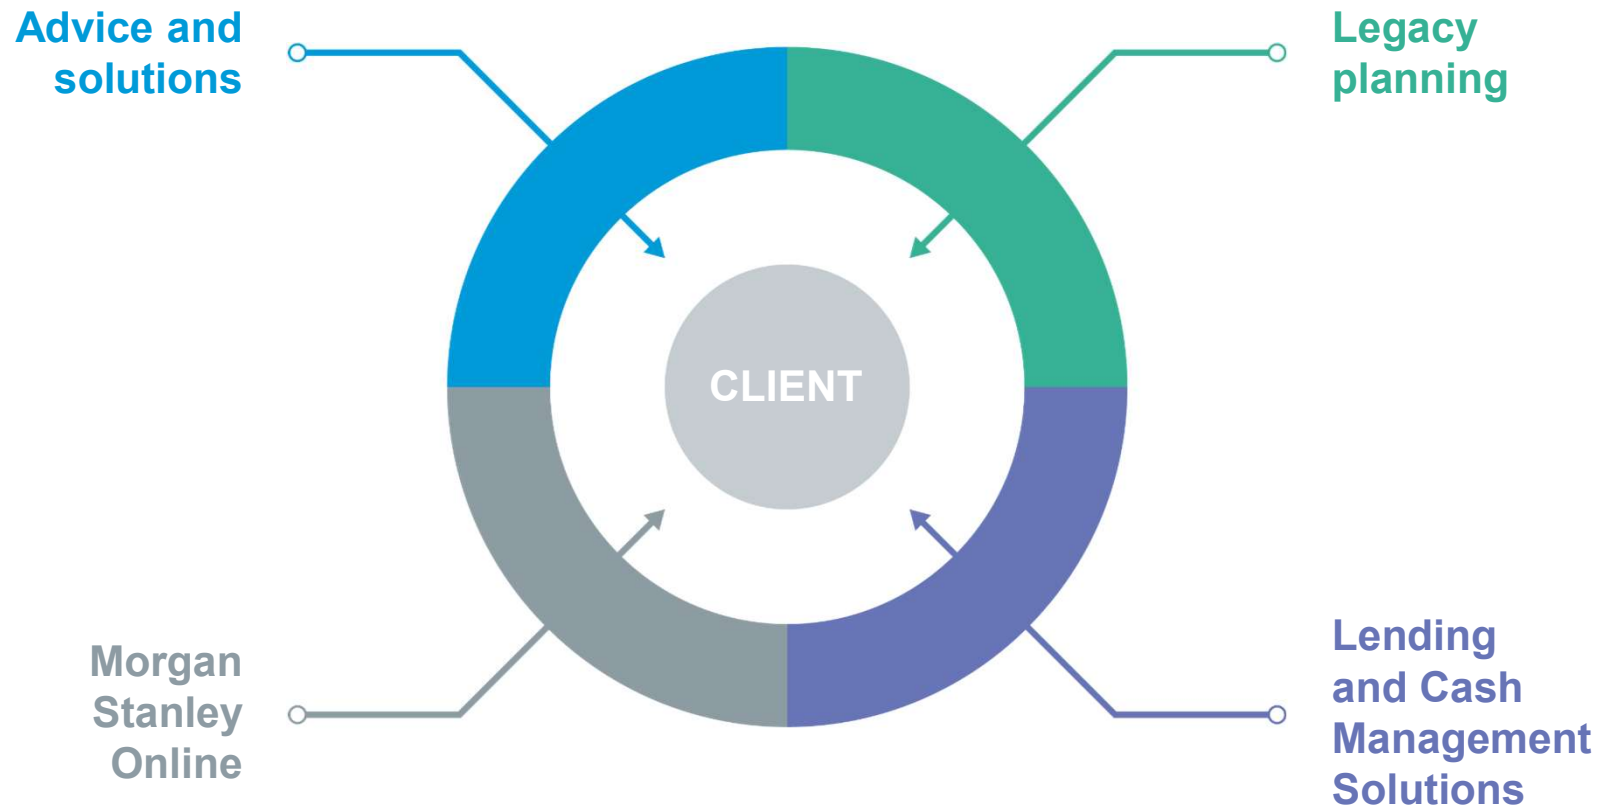 Advice and
solutions
Legacy
planning
CLIENT
Morgan
Stanley
Online
Lending
and Cash
Management
Solutions